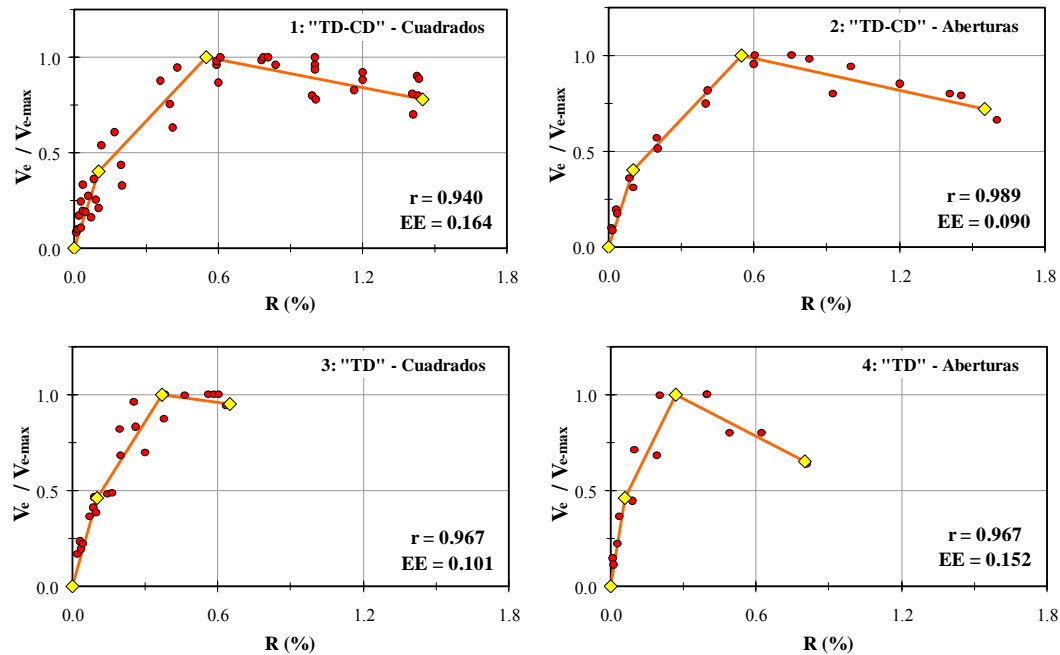 1: "TD-CD" - Cuadrados
Ve / Ve-max
1.0
0.5
0.0
r = 0.940
EE = 0.164
0.0 0.6 1.2 1.8
R (%)
2: "TD-CD" - Aberturas
Ve / Ve-max
1.0
0.5
0.0
r = 0.989
EE = 0.090
0.0 0.6 1.2 1.8
R (%)
3: "TD" - Cuadrados
Ve / Ve-max
1.0
0.5
0.0
r = 0.967
EE = 0.101
0.0 0.6 1.2 1.8
R (%)
4: "TD" - Aberturas
Ve / Ve-max
1.0
0.5
0.0
r = 0.967
EE = 0.152
0.0 0.6 1.2 1.8
R (%)